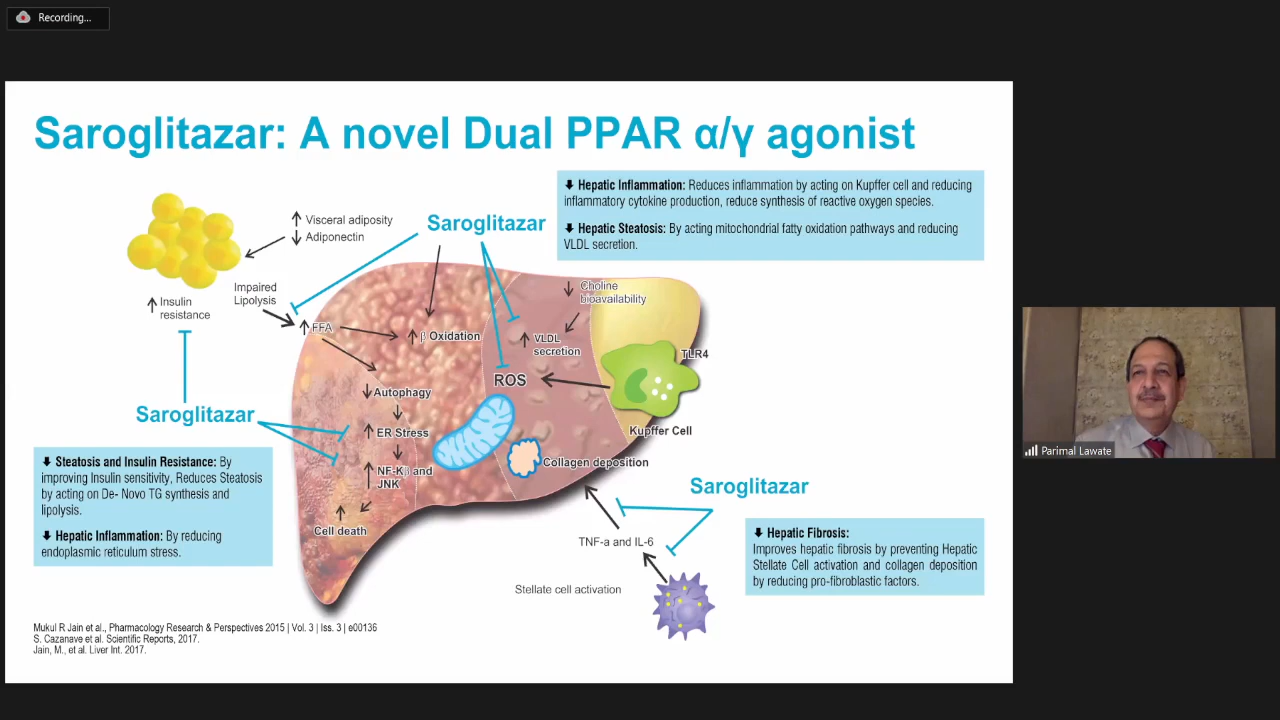 Recording...
Saroglitazar: A novel Dual PPAR α/γ agonist
🡇 Hepatic Inflammation: Reduces inflammation by acting on Kupffer cell and reducing
inflammatory cytokine production, reduce synthesis of reactive oxygen species.
🡇 Hepatic Steatosis: By acting mitochondrial fatty oxidation pathways and reducing
VLDL secretion.
↑ Visceral adiposity
↓ Adiponectin
Saroglitazar
Impaired
Lipolysis
↑ Insulin
resistance
↑ FFA
↑ β Oxidation
↓ Choline
bioavailability
↑ VLDL
secretion
TLR4
ROS
↓ Autophagy
Saroglitazar
↑ ER Stress
Kupffer Cell
↑ NF-Kβ and
JNK
Collagen deposition
↑
Cell death
🡇 Steatosis and Insulin Resistance: By
improving Insulin sensitivity, Reduces Steatosis
by acting on De- Novo TG synthesis and
lipolysis.
🡇 Hepatic Inflammation: By reducing
endoplasmic reticulum stress.
Saroglitazar
TNF-a and IL-6
Stellate cell activation
🡇 Hepatic Fibrosis:
Improves hepatic fibrosis by preventing Hepatic
Stellate Cell activation and collagen deposition
by reducing pro-fibroblastic factors.
Mukul R Jain et al., Pharmacology Research & Perspectives 2015 | Vol. 3 | Iss. 3 | e00136
S. Cazanave et al. Scientific Reports, 2017.
Jain, M., et al. Liver Int. 2017.
Parimal Lawate